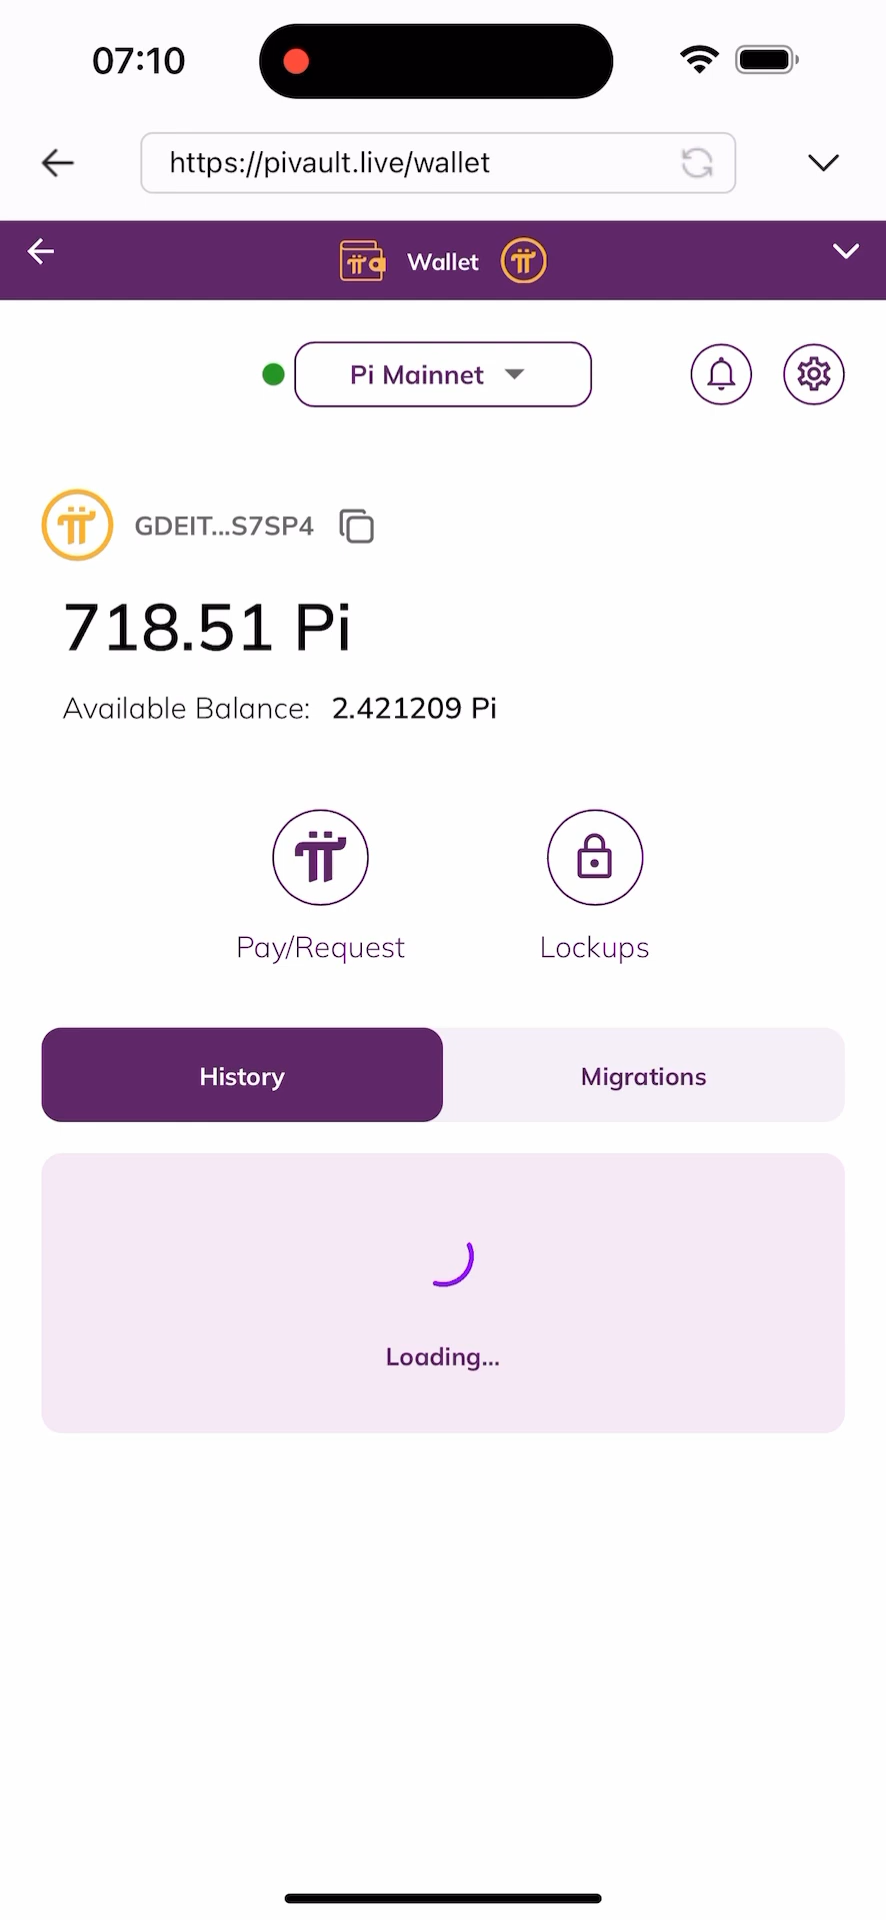 07:10
https://pivault.live/wallet
Wallet
Pi Mainnet
GDEIT...S7SP4
718.51 Pi
Available Balance: 2.421209 Pi
Pay/Request
Lockups
History
Migrations
Loading...